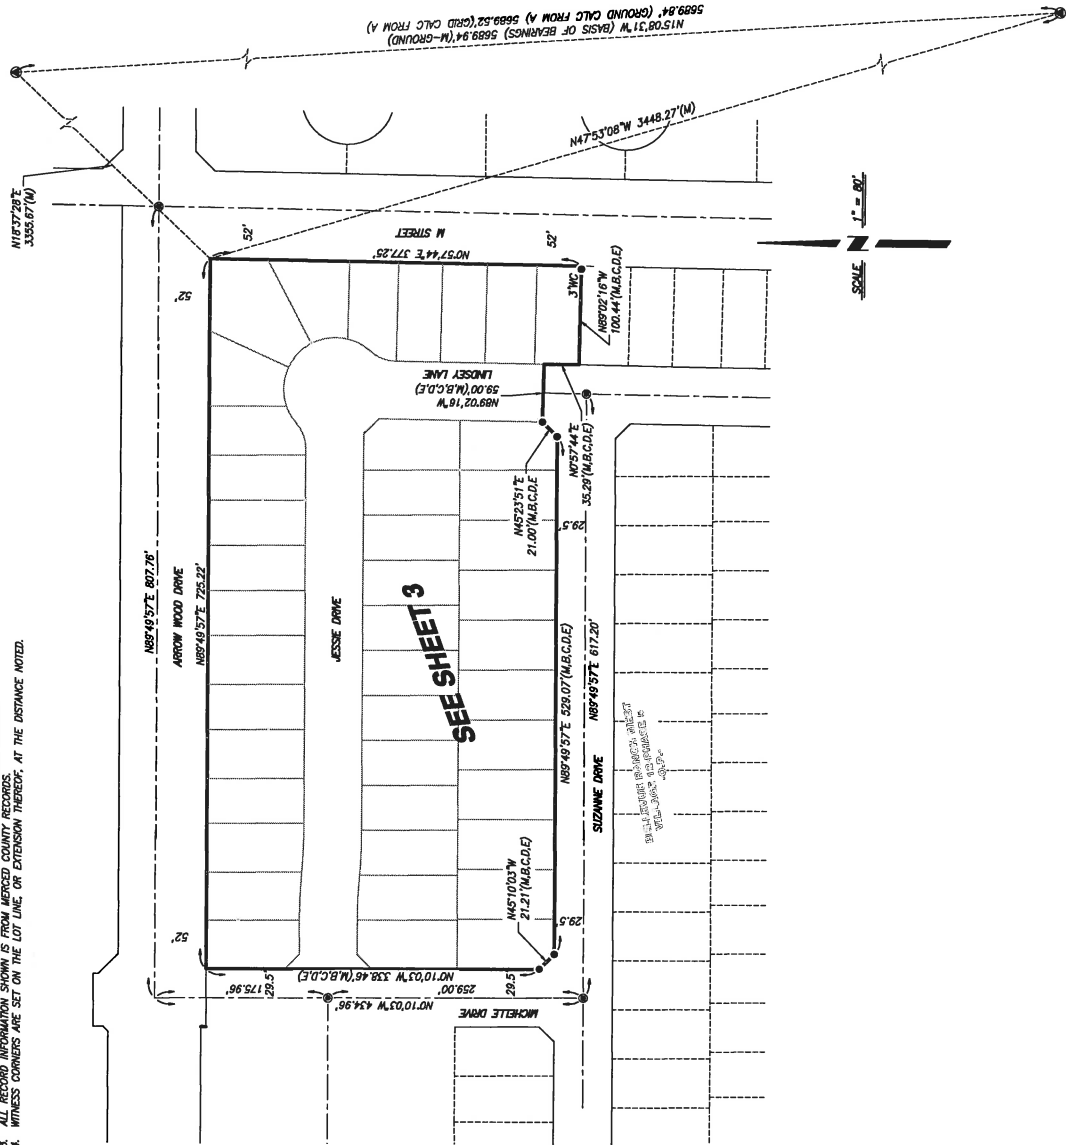 ALL RECORD INFORMATION SHOWN IS FROM MERCED COUNTY RECORDS.
WITNESS CORNERS ARE SET ON THE LOT LINE, OR EXTENSION THEREOF, AT THE DISTANCE NOTED.
N15°08'31"W (BASIS OF BEARINGS) 5689.94'(M-GROUND)
5689.84' (GROUND CALC FROM A) 5689.52'(GRID CALC FROM A)
N18°37'28"E
3355.67'(M)
N47°53'08"W 3448.27'(M)
52'
M STREET
N0°57'44"E 377.25'
52'
52'
3'WC
N89°02'16"W
100.44'(M,B,C,D,E)
SCALE
1" = 80'
N
LINDSEY LANE
N89°02'16"W
59.00'(M,B,C,D,E)
N0°57'44"E
35.29'(M,B,C,D,E)
N45°23'51"E
21.00'(M,B,C,D,E
29.5'
N89°49'57"E 807.76'
ARROW WOOD DRIVE
N89°49'57"E 725.22'
JESSIE DRIVE
SEE SHEET 3
N89°49'57"E 529.07'(M,B,C,D,E)
N89°49'57"E 617.20'
SUZANNE DRIVE
BELLEVUE RANCH WEST
N45°10'03"W
21.21'(M,B,C,D,E)
29.5'
52'
N0°10'03"W 338.46'(M,B,C,D,E)
29.5'
29.5'
175.96'
259.00'
N0°10'03"W 434.96'
MICHELLE DRIVE